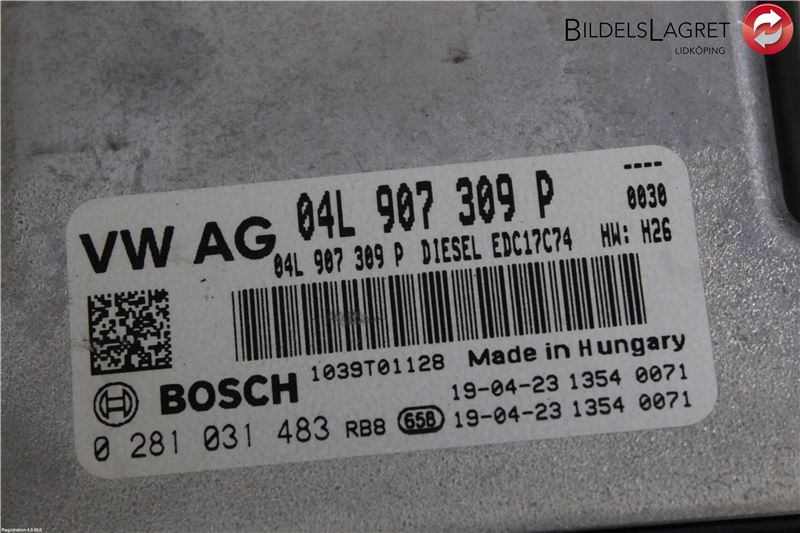 BILDELSLAGRET
LIDKÖPING
----
VW AG 04L 907 309 P 0030
04L 907 309 P DIESEL EDC17C74 HW: H26
1039T01128 Made in Hungary
BOSCH 19-04-23 1354 0071
0 281 031 483 RB8 658 19-04-23 1354 0071